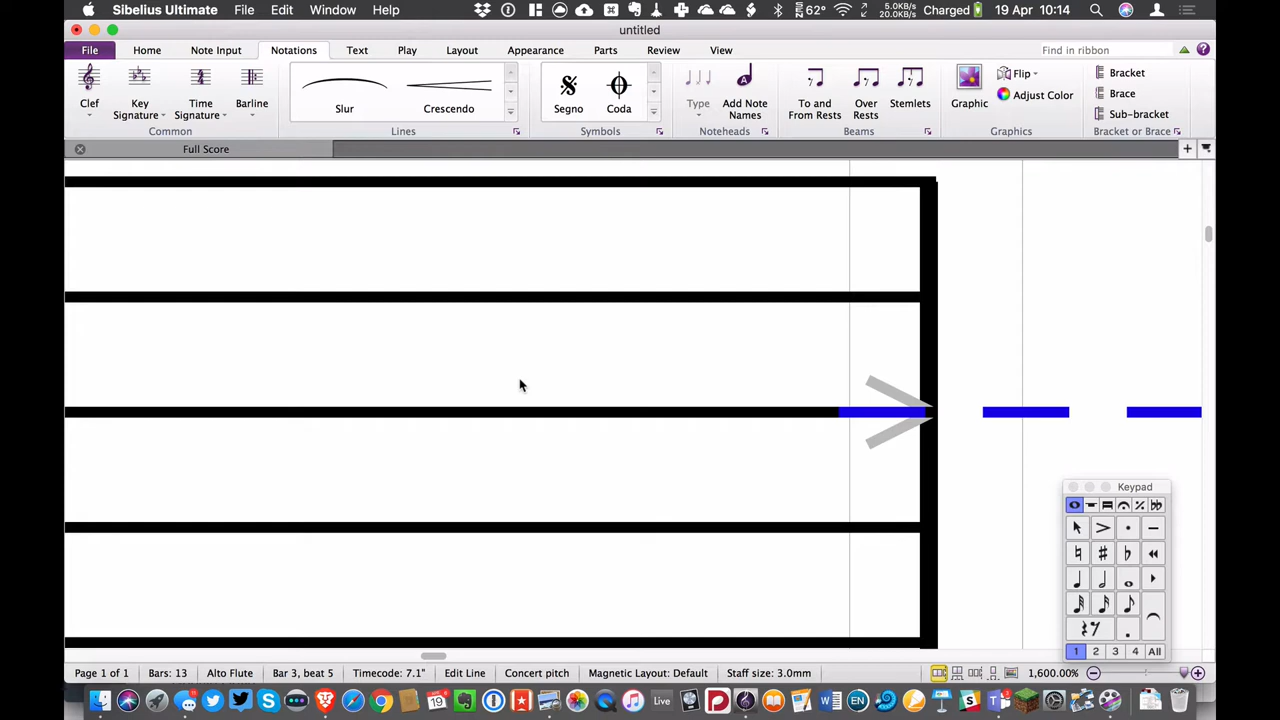 Sibelius Ultimate File Edit Window Help 62° 5.0KB/s 20.0KB/s Charged 19 Apr 10:14
untitled
File Home Note Input Notations Text Play Layout Appearance Parts Review View Find in ribbon
Clef
Key Signature
Time Signature
Barline
Common
Slur
Crescendo
Lines
Segno
Coda
Symbols
Type
Add Note Names
Noteheads
To and From Rests
Over Rests
Stemlets
Beams
Graphic
Flip
Adjust Color
Graphics
Bracket
Brace
Sub-bracket
Bracket or Brace
Full Score
Keypad
1 2 3 4 All
Page 1 of 1 Bars: 13 Alto Flute Bar 3, beat 5 Timecode: 7.1" Edit Line Concert pitch Magnetic Layout: Default Staff size: 3.0mm 1,600.00%
19
Live
EN